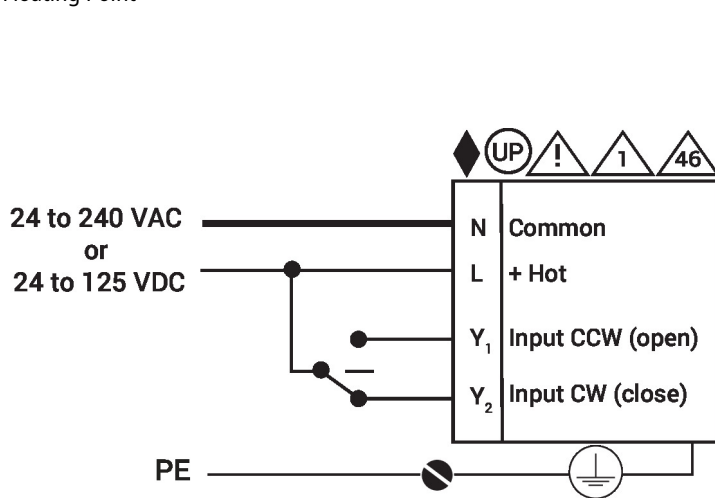 UP ! 1 46
24 to 240 VAC
or
24 to 125 VDC
N Common
L + Hot
Y1 Input CCW (open)
Y2 Input CW (close)
PE